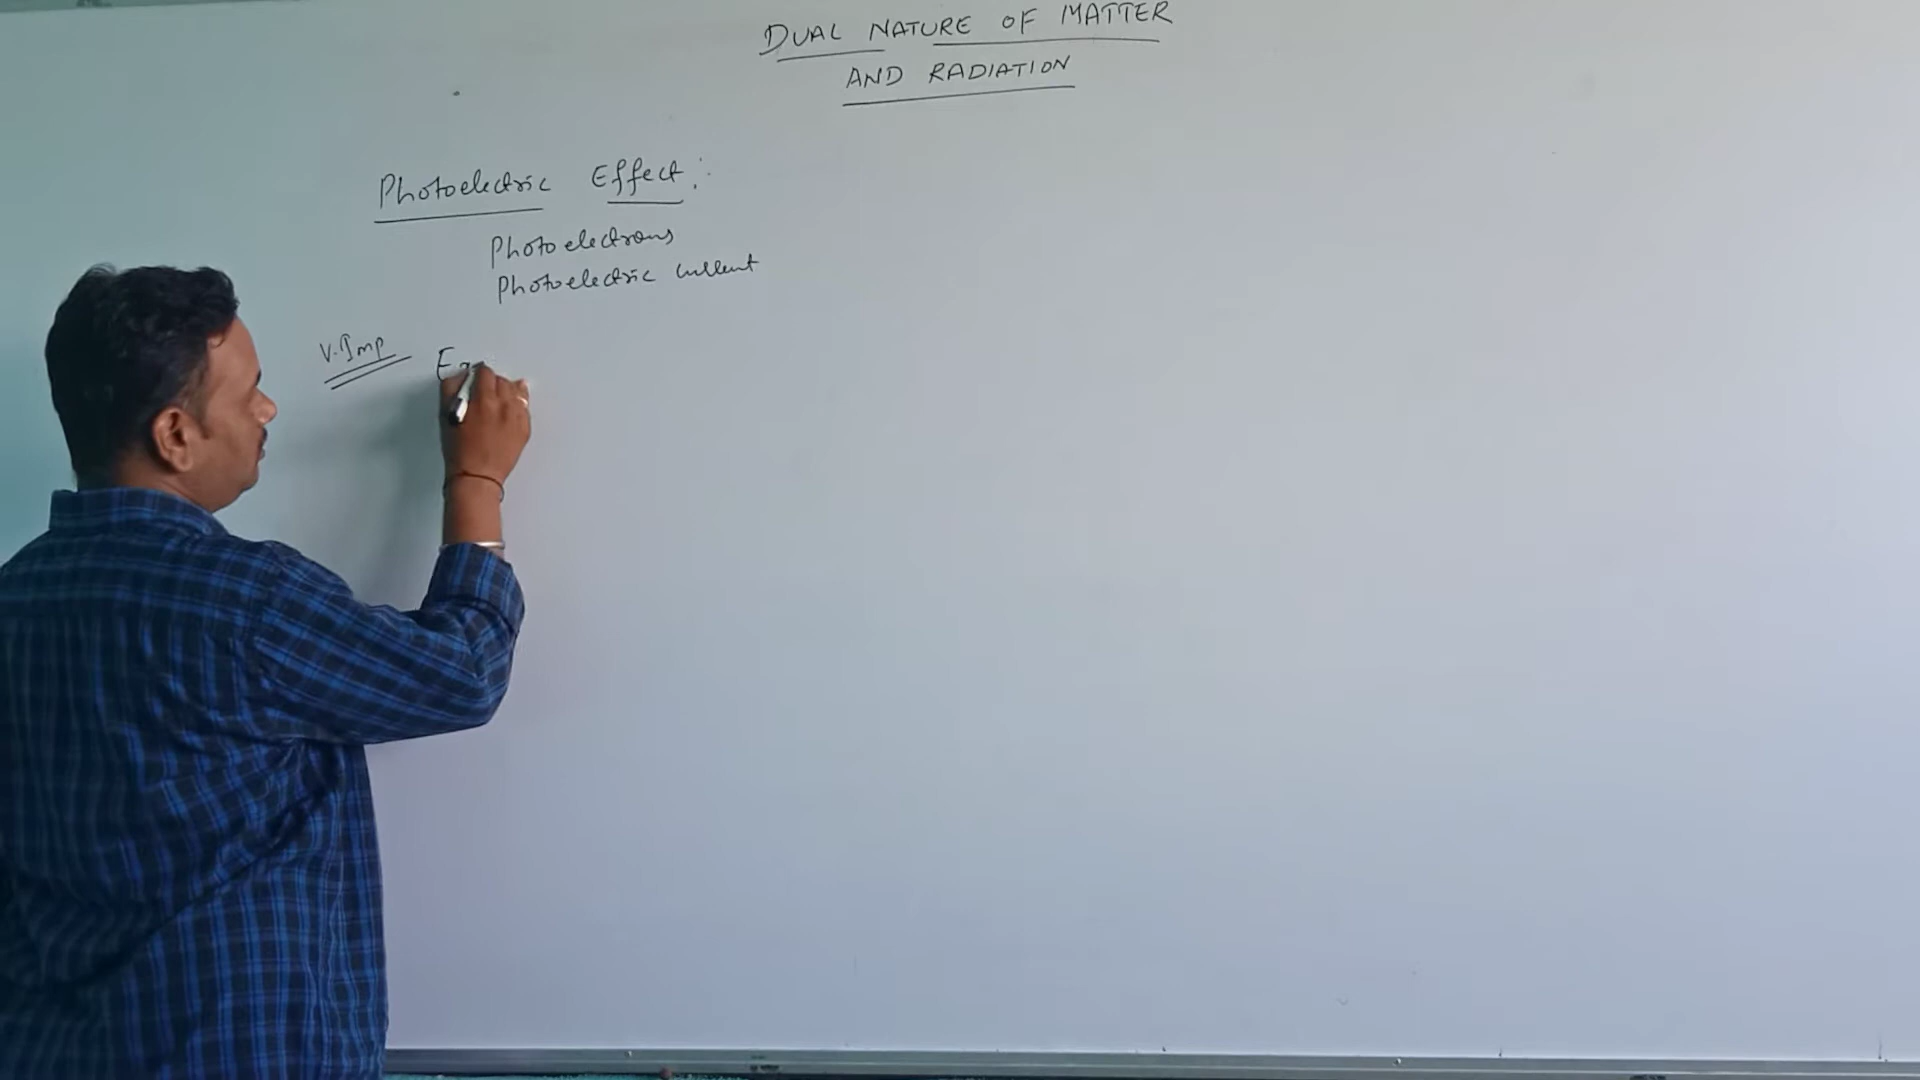 DUAL NATURE OF MATTER
AND RADIATION
Photoelectric Effect:
Photoelectrons
Photoelectric current
V. Imp